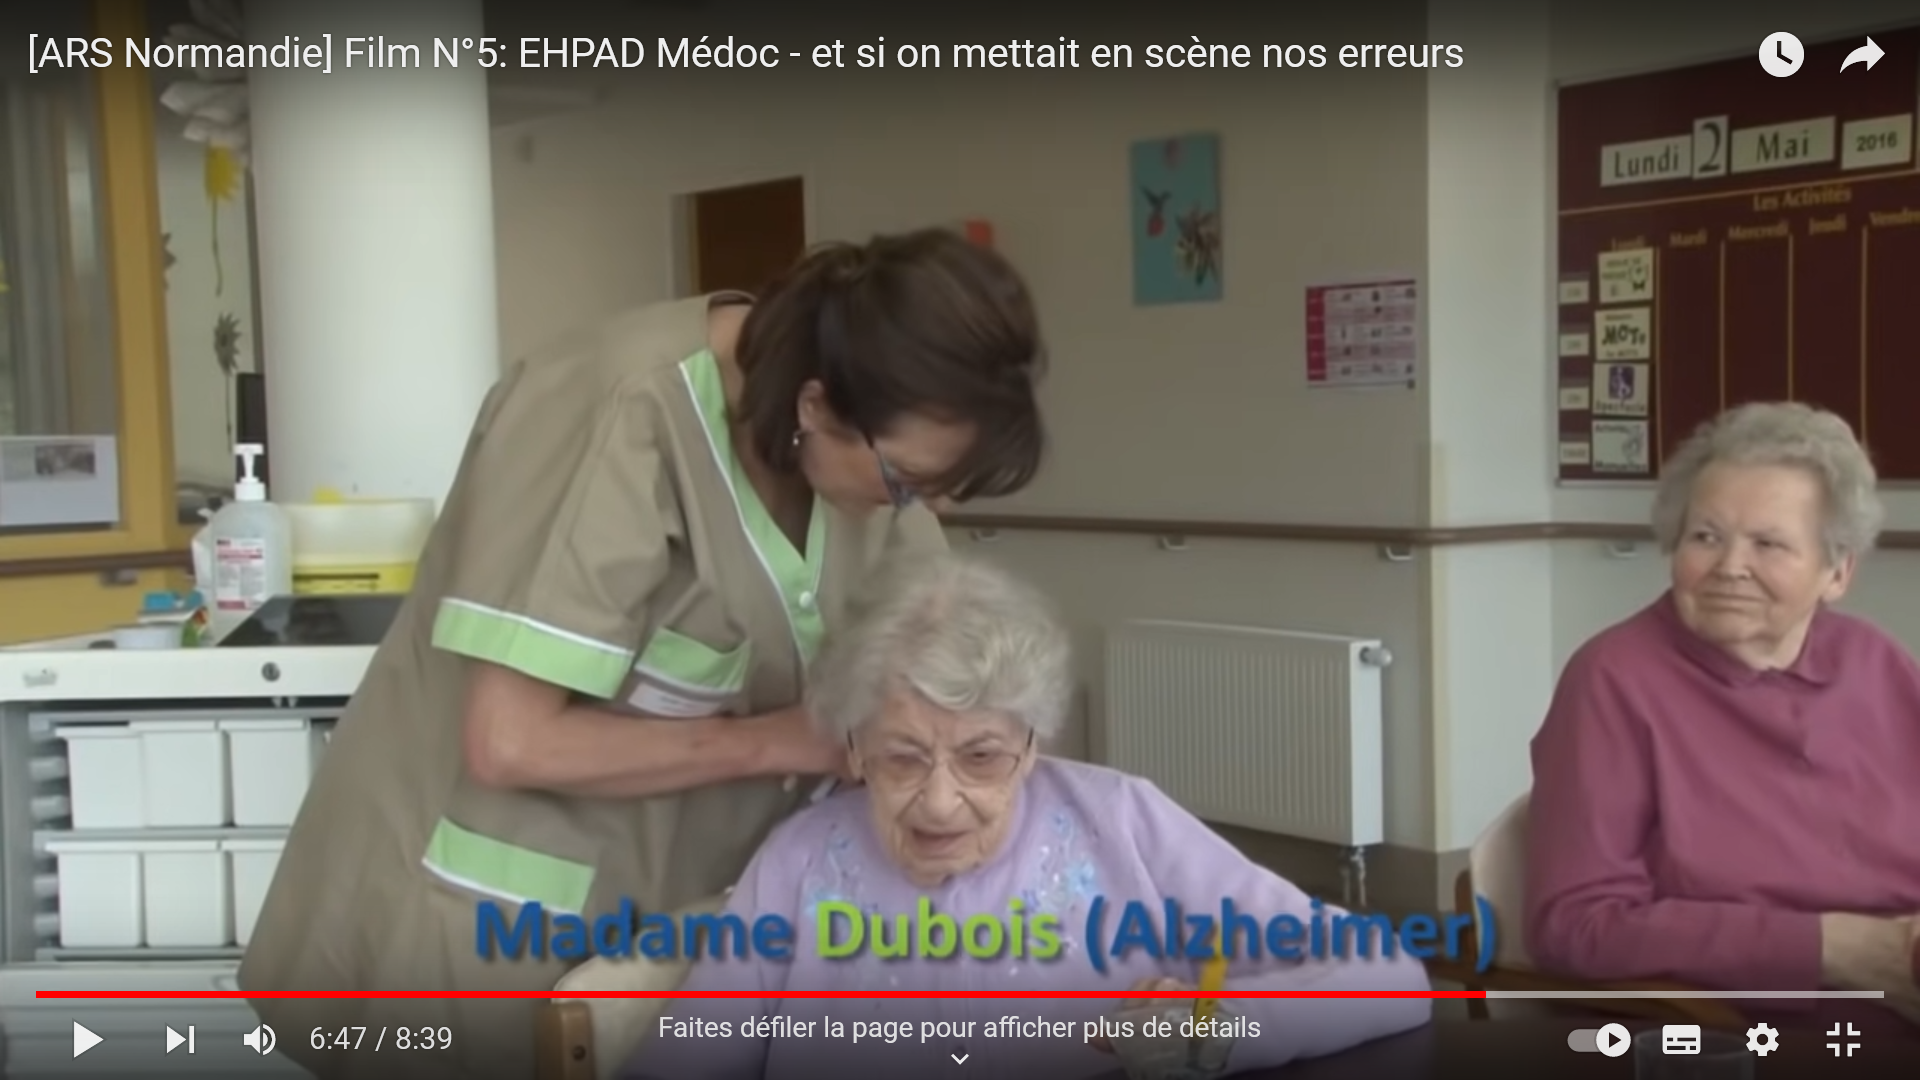 [ARS Normandie] Film N°5: EHPAD Médoc - et si on mettait en scène nos erreurs
Lundi 2 Mai 2016
Les Activités
Lundi Mardi Mercredi Jeudi Vendre
Madame Dubois (Alzheimer)
6:47 / 8:39
Faites défiler la page pour afficher plus de détails